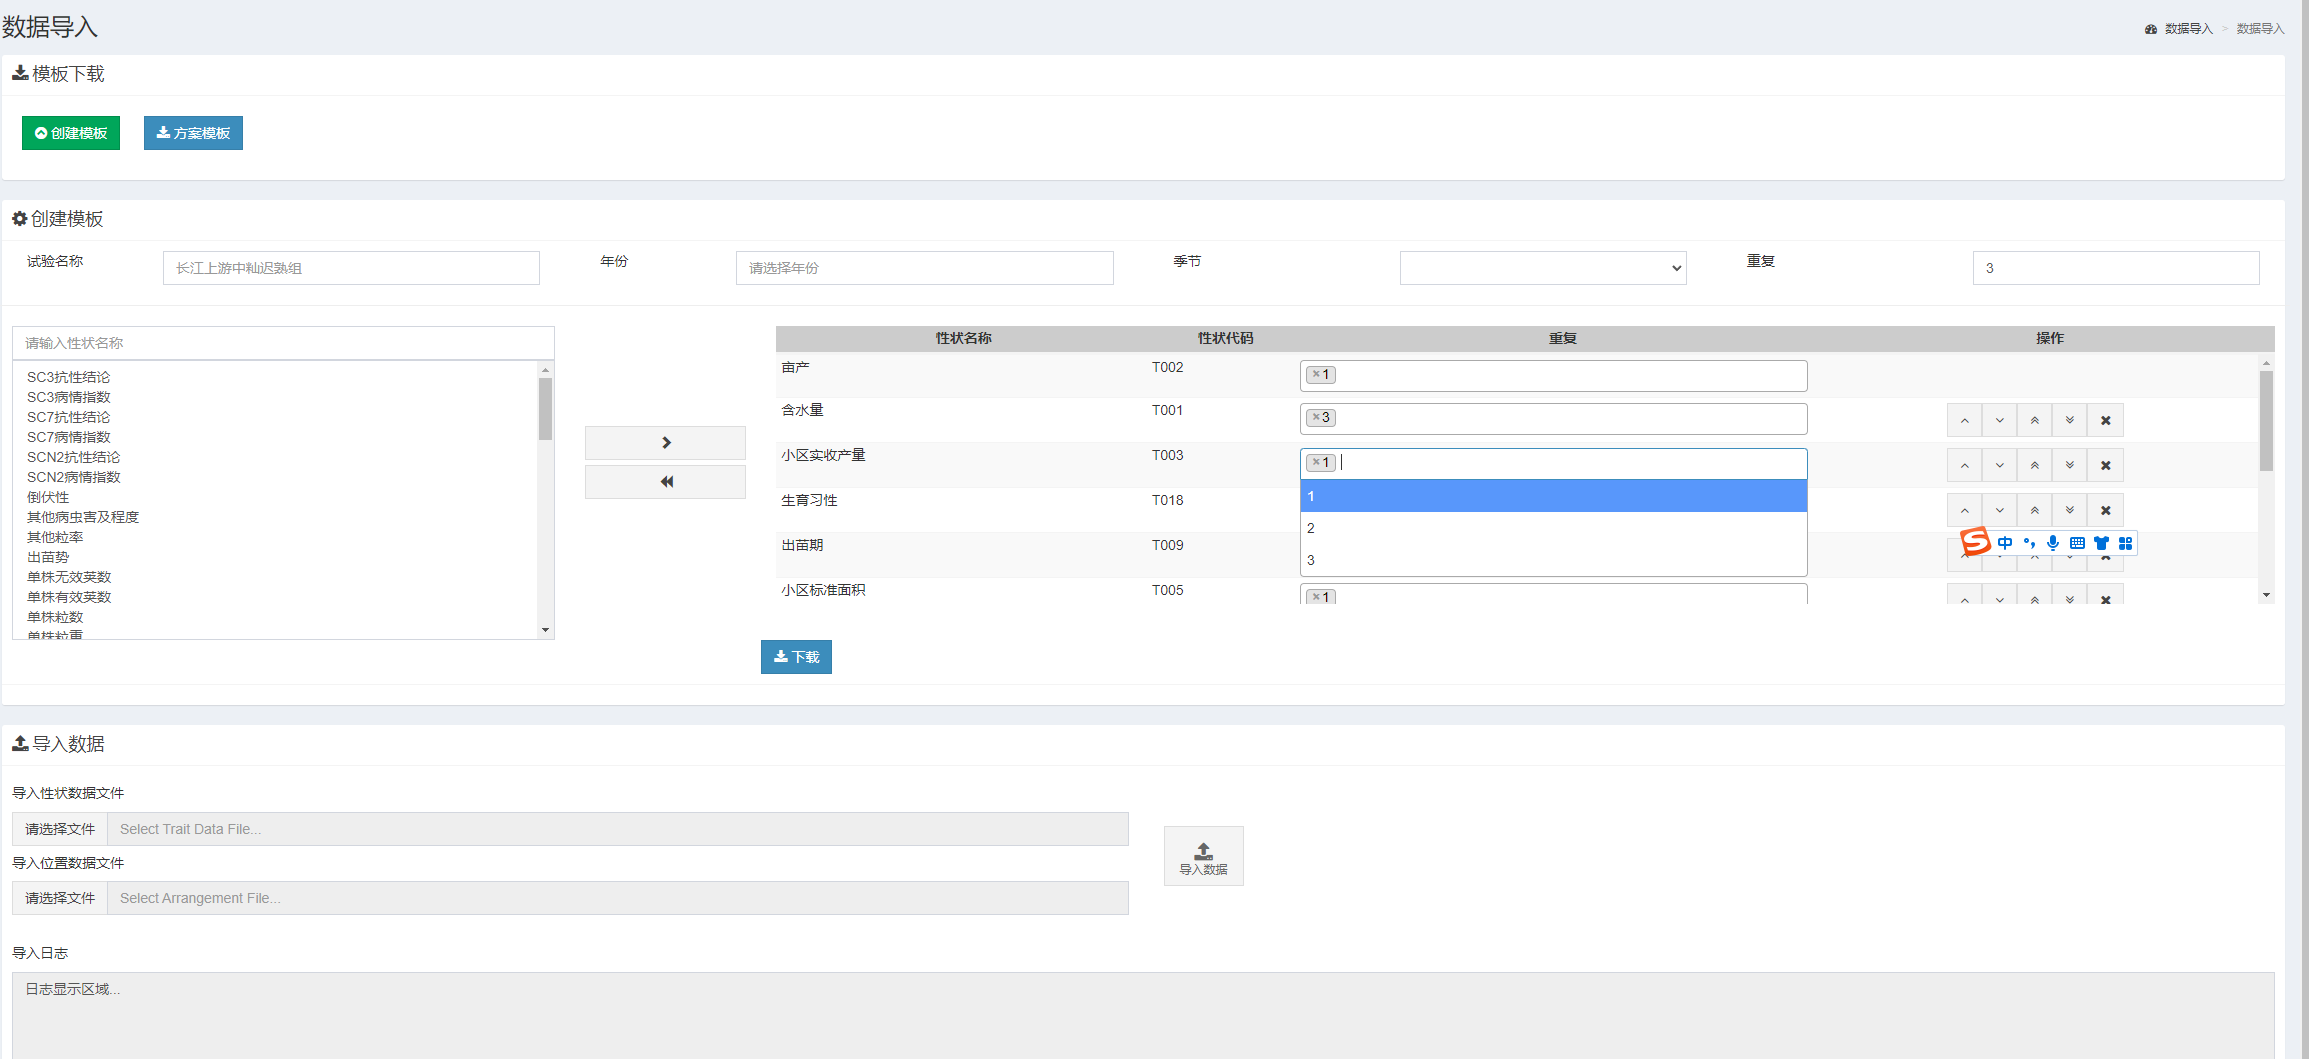 数据导入
数据导入 > 数据导入
模板下载
创建模板
方案模板
创建模板
试验名称
长江上游中籼迟熟组
年份
请选择年份
季节
重复
3
请输入性状名称
SC3抗性结论
SC3病情指数
SC7抗性结论
SC7病情指数
SCN2抗性结论
SCN2病情指数
倒伏性
其他病虫害及程度
其他粒率
出苗势
单株无效英数
单株有效英数
单株粒数
单株粒重
性状名称 性状代码 重复 操作
亩产 T002 ×1
含水量 T001 ×3
小区实收产量 T003 ×1
1
生育习性 T018
2
出苗期 T009
3
中
小区标准面积 T005 ×1
下载
导入数据
导入性状数据文件
请选择文件 Select Trait Data File...
导入位置数据文件
请选择文件 Select Arrangement File...
导入数据
导入日志
日志显示区域...